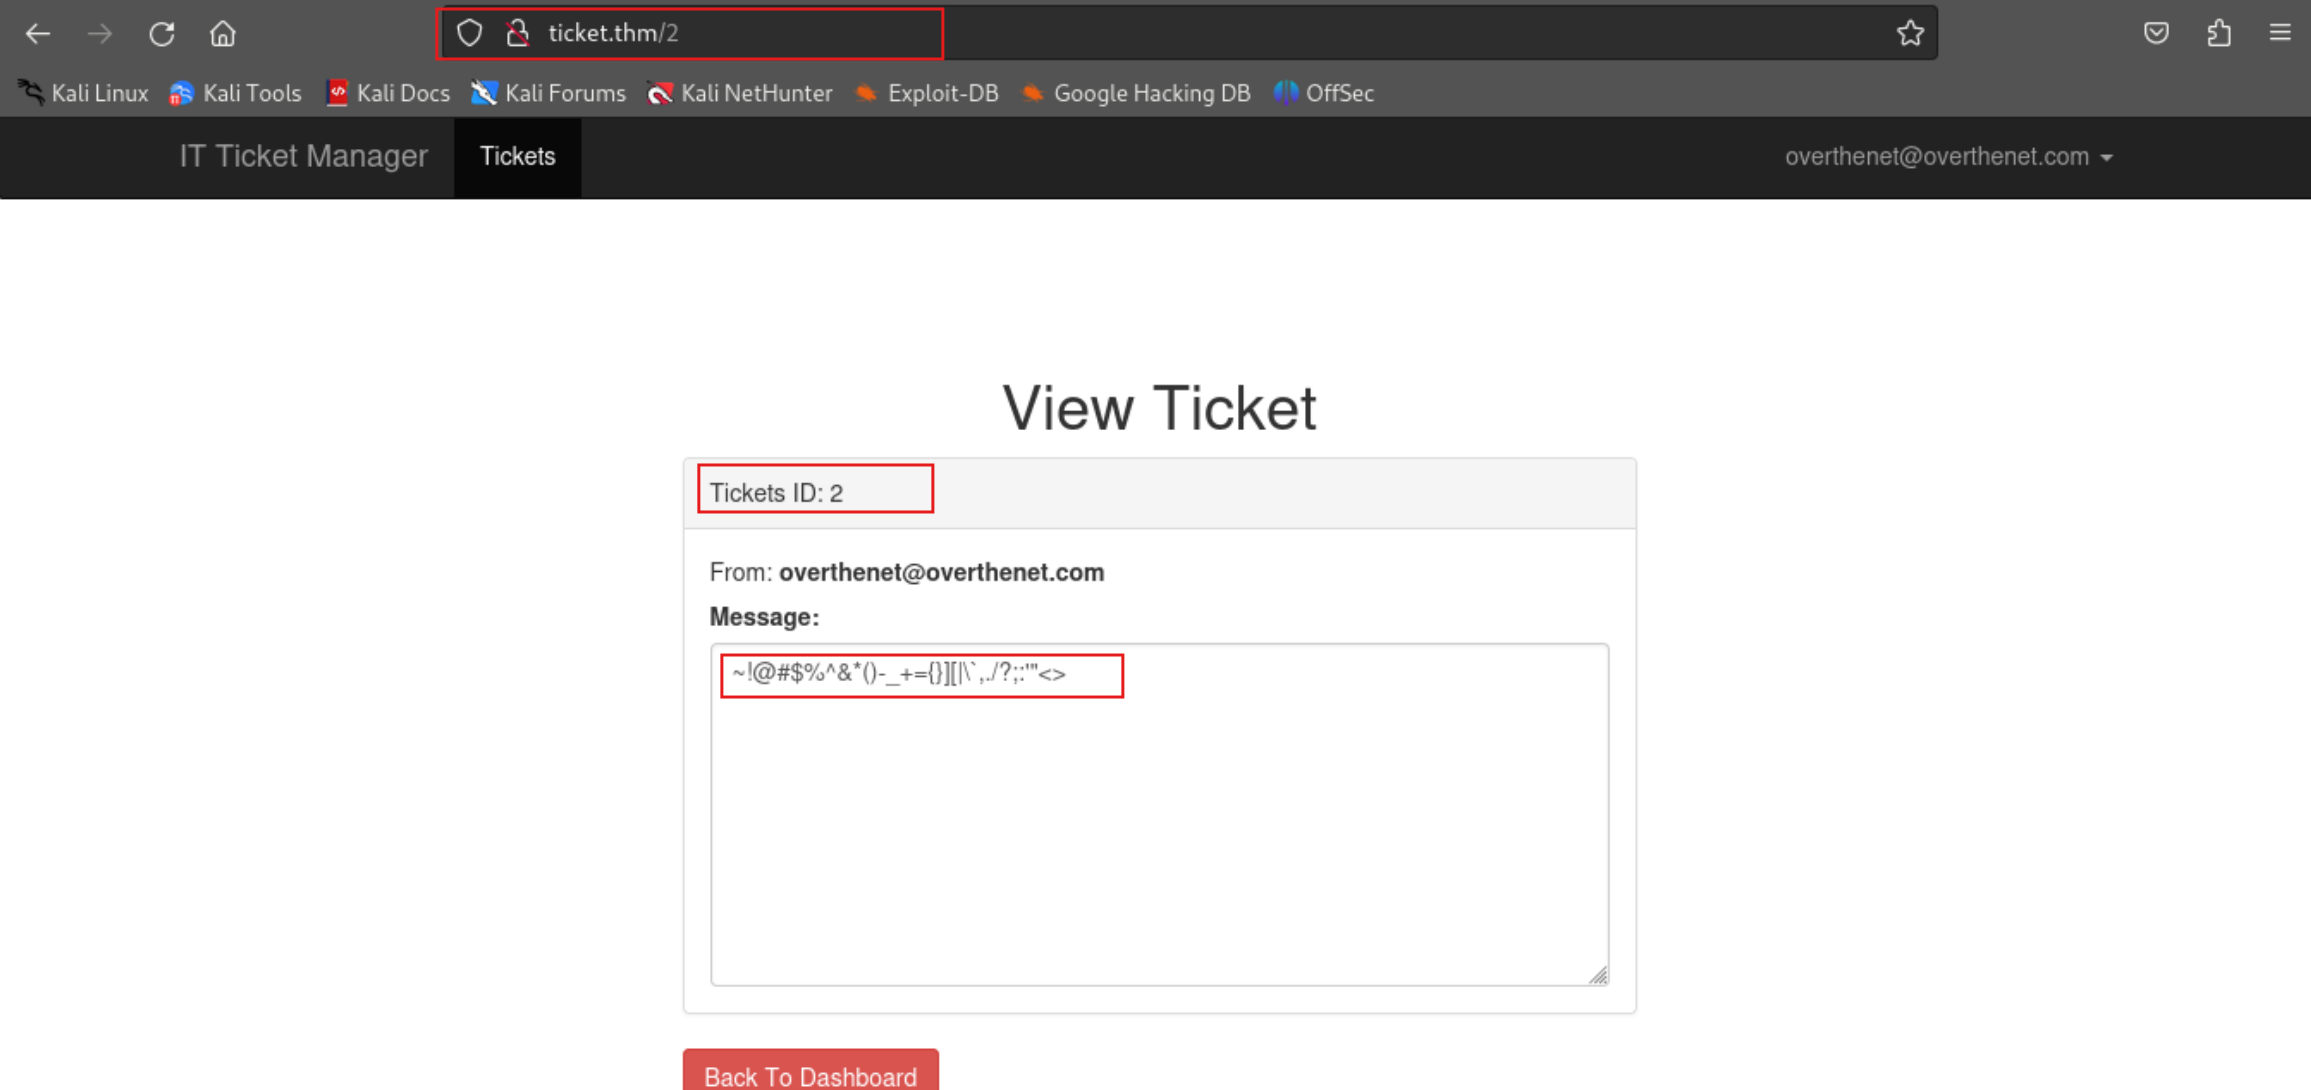 ticket.thm/2
Kali Linux Kali Tools Kali Docs Kali Forums Kali NetHunter Exploit-DB Google Hacking DB OffSec
IT Ticket Manager Tickets overthenet@overthenet.com
View Ticket
Tickets ID: 2
From: overthenet@overthenet.com
Message:
~!@#$%^&*()-_+={}][|\`,./?;:'"<>
Back To Dashboard